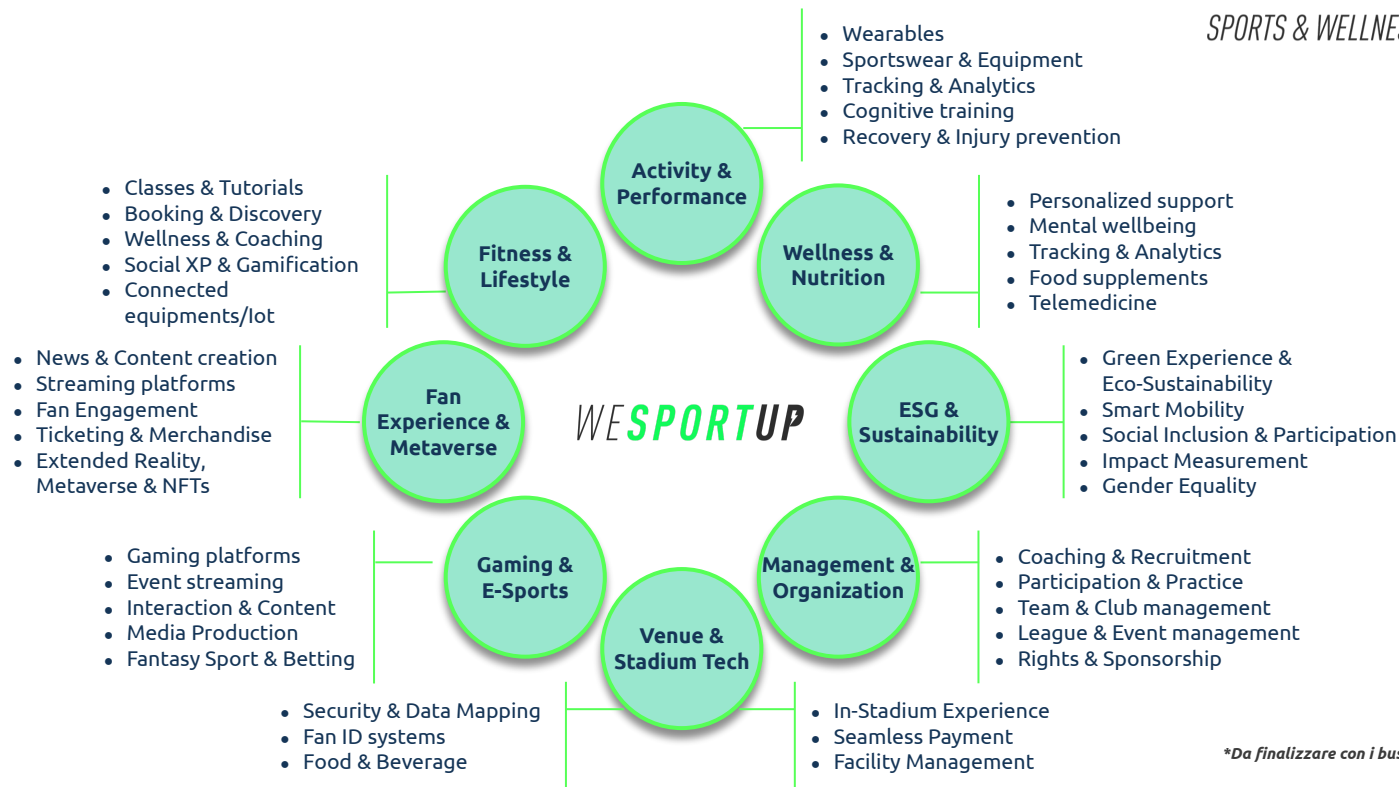 SPORTS & WELLNES
• Wearables
• Sportswear & Equipment
• Tracking & Analytics
• Cognitive training
• Recovery & Injury prevention
Activity &
Performance
• Classes & Tutorials
• Booking & Discovery
• Wellness & Coaching
• Social XP & Gamification
• Connected
equipments/Iot
Fitness &
Lifestyle
Wellness &
Nutrition
• Personalized support
• Mental wellbeing
• Tracking & Analytics
• Food supplements
• Telemedicine
• News & Content creation
• Streaming platforms
• Fan Engagement
• Ticketing & Merchandise
• Extended Reality,
Metaverse & NFTs
Fan
Experience &
Metaverse
WESPORTUP
ESG &
Sustainability
• Green Experience &
Eco-Sustainability
• Smart Mobility
• Social Inclusion & Participation
• Impact Measurement
• Gender Equality
• Gaming platforms
• Event streaming
• Interaction & Content
• Media Production
• Fantasy Sport & Betting
Gaming &
E-Sports
Management &
Organization
• Coaching & Recruitment
• Participation & Practice
• Team & Club management
• League & Event management
• Rights & Sponsorship
Venue &
Stadium Tech
• Security & Data Mapping
• Fan ID systems
• Food & Beverage
• In-Stadium Experience
• Seamless Payment
• Facility Management
*Da finalizzare con i bus